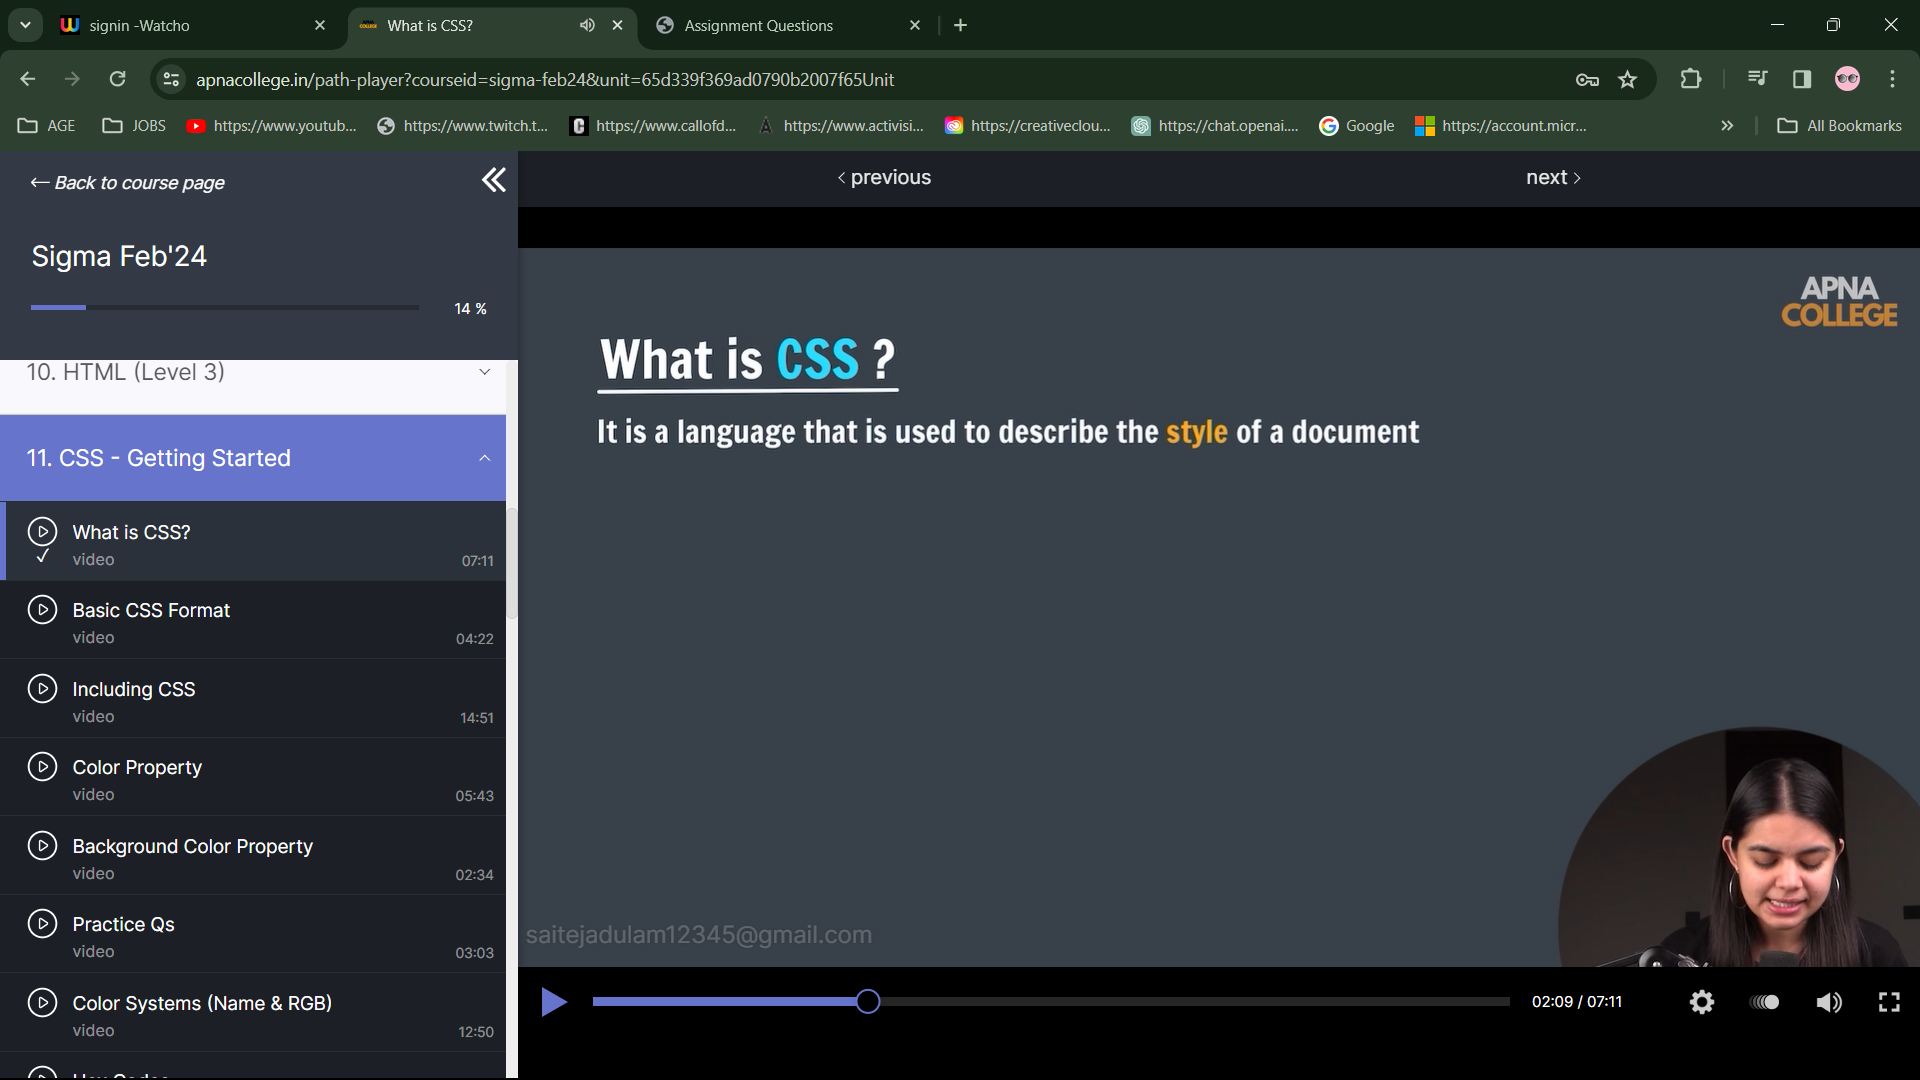 signin -Watcho
What is CSS?
Assignment Questions
apnacollege.in/path-player?courseid=sigma-feb24&unit=65d339f369ad0790b2007f65Unit
AGE
JOBS
https://www.youtub...
https://www.twitch.t...
https://www.callofd...
https://www.activisi...
https://creativeclou...
https://chat.openai....
Google
https://account.micr...
All Bookmarks
← Back to course page
‹ previous
next ›
Sigma Feb'24
14 %
10. HTML (Level 3)
11. CSS - Getting Started
What is CSS?
video
07:11
Basic CSS Format
video
04:22
Including CSS
video
14:51
Color Property
video
05:43
Background Color Property
video
02:34
Practice Qs
video
03:03
Color Systems (Name & RGB)
video
12:50
APNA
COLLEGE
What is CSS ?
It is a language that is used to describe the style of a document
saitejadulam12345@gmail.com
02:09 / 07:11